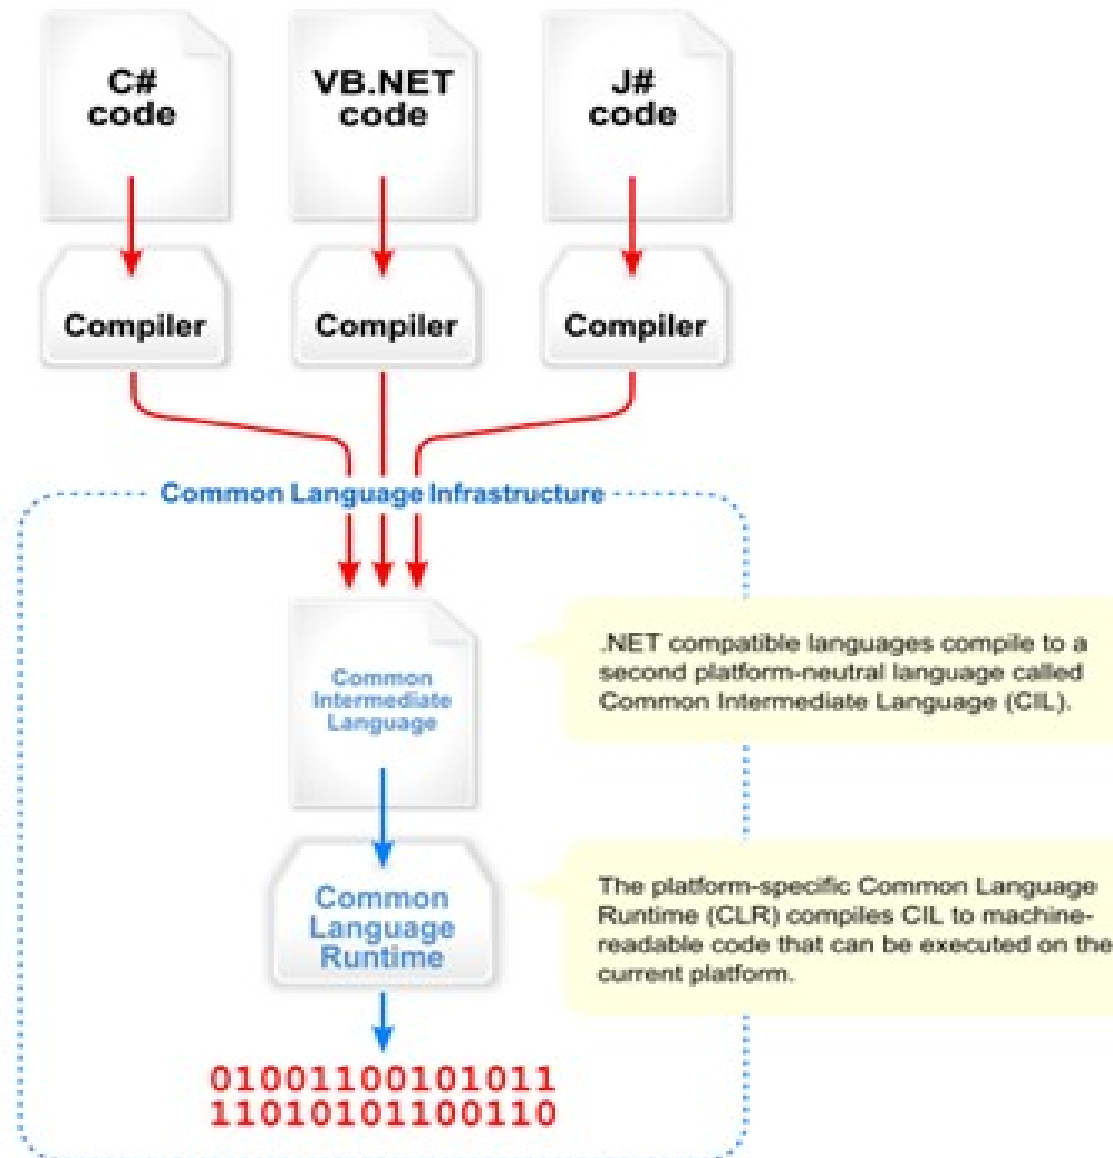 C#
code
VB.NET
code
J#
code
Compiler
Compiler
Compiler
Common Language Infrastructure
Common
Intermediate
Language
.NET compatible languages compile to a
second platform-neutral language called
Common Intermediate Language (CIL).
Common
Language
Runtime
The platform-specific Common Language
Runtime (CLR) compiles CIL to machine-
readable code that can be executed on the
current platform.
01001100101011
11010101100110